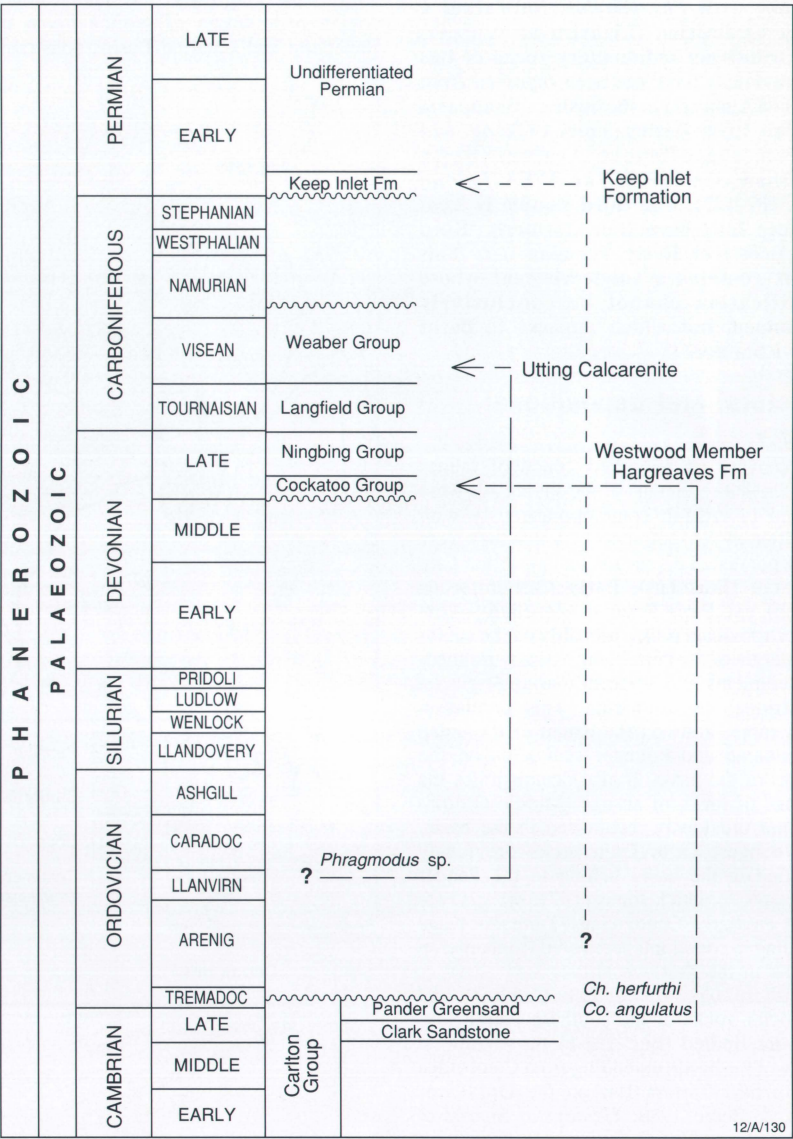 PHANEROZOIC
PALAEOZOIC
PERMIAN
LATE
EARLY
Undifferentiated
Permian
Keep Inlet Fm
Keep Inlet
Formation
CARBONIFEROUS
STEPHANIAN
WESTPHALIAN
NAMURIAN
VISEAN
TOURNAISIAN
Weaber Group
Utting Calcarenite
Langfield Group
DEVONIAN
LATE
MIDDLE
EARLY
Ningbing Group
Cockatoo Group
Westwood Member
Hargreaves Fm
SILURIAN
PRIDOLI
LUDLOW
WENLOCK
LLANDOVERY
ORDOVICIAN
ASHGILL
CARADOC
LLANVIRN
ARENIG
TREMADOC
Phragmodus sp.
?
?
Ch. herfurthi
Co. angulatus
CAMBRIAN
LATE
MIDDLE
EARLY
Carlton
Group
Pander Greensand
Clark Sandstone
12/A/130